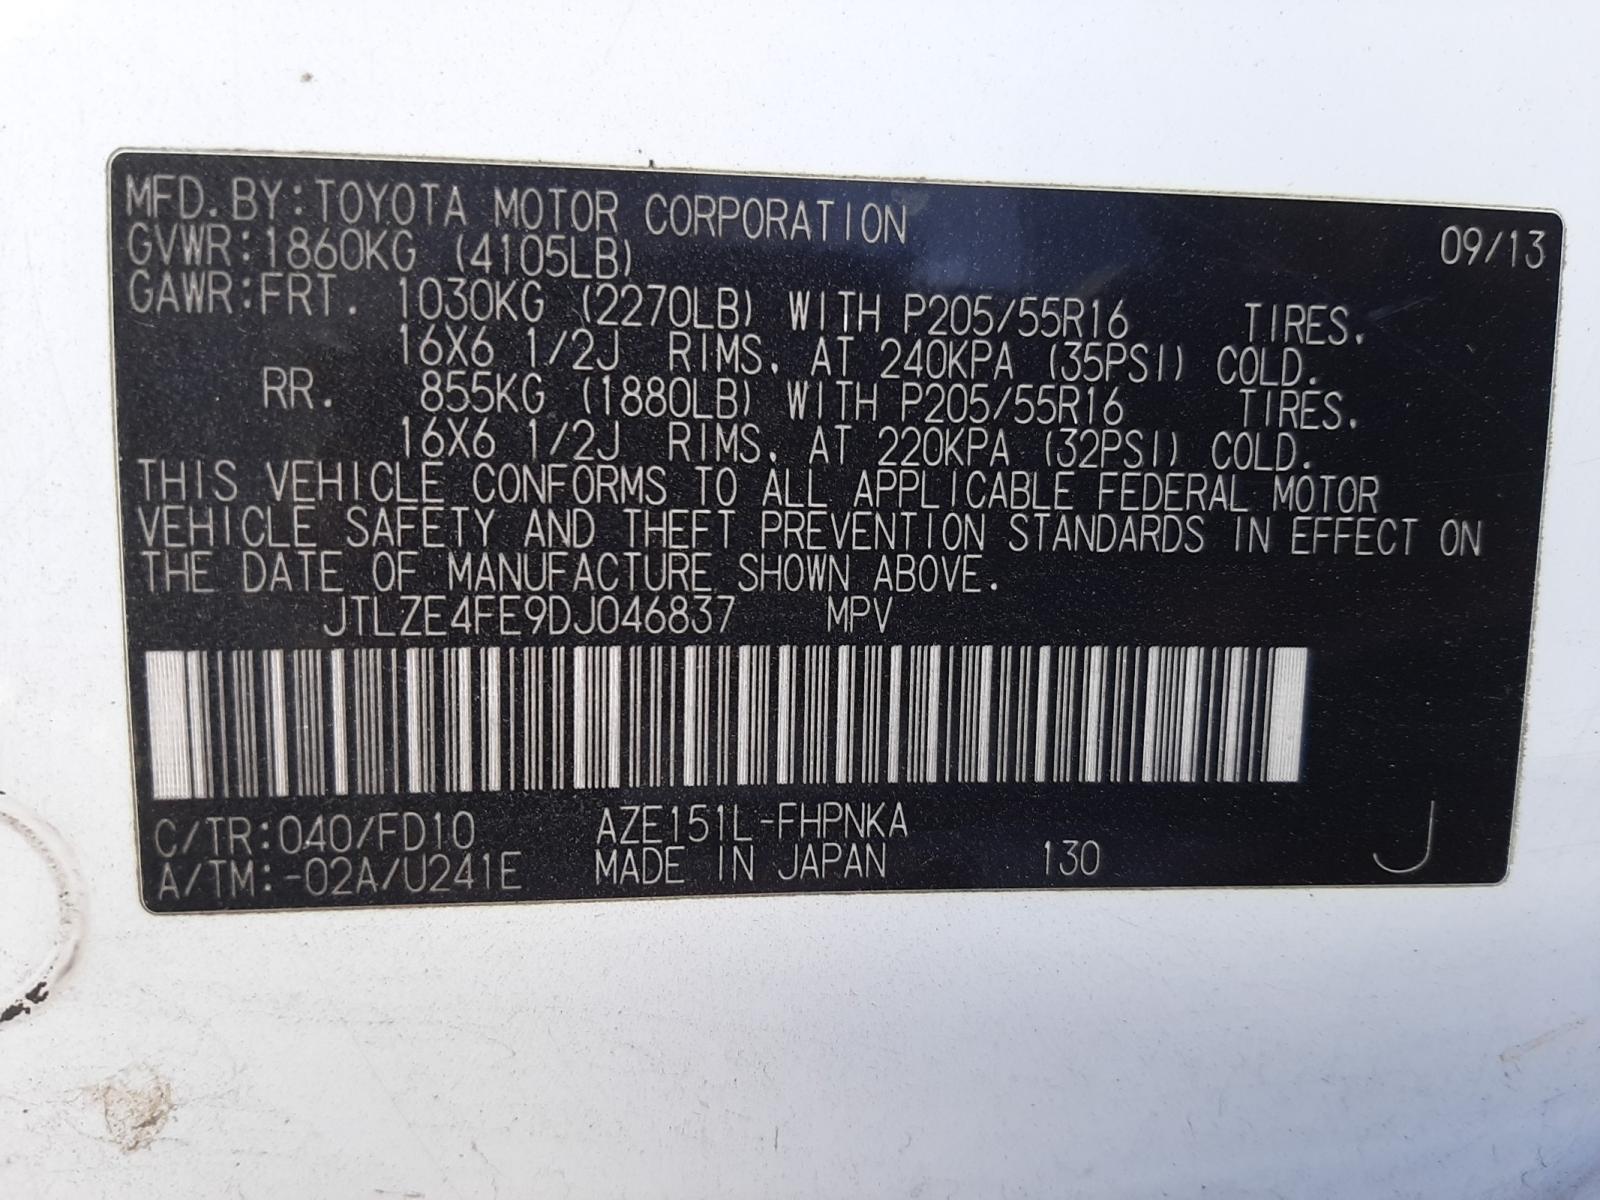 MFD. BY: TOYOTA MOTOR CORPORATION 09/13
GVWR: 1860KG (4105LB)
GAWR: FRT. 1030KG (2270LB) WITH P205/55R16 TIRES.
16X6 1/2J RIMS. AT 240KPA (35PSI) COLD.
RR. 855KG (1880LB) WITH P205/55R16 TIRES.
16X6 1/2J RIMS. AT 220KPA (32PSI) COLD.
THIS VEHICLE CONFORMS TO ALL APPLICABLE FEDERAL MOTOR
VEHICLE SAFETY AND THEFT PREVENTION STANDARDS IN EFFECT ON
THE DATE OF MANUFACTURE SHOWN ABOVE.
JTLZE4FE9DJ046837 MPV
C/TR: 040/FD10 AZE151L-FHPNKA
A/TM: -02A/U241E MADE IN JAPAN 130 J